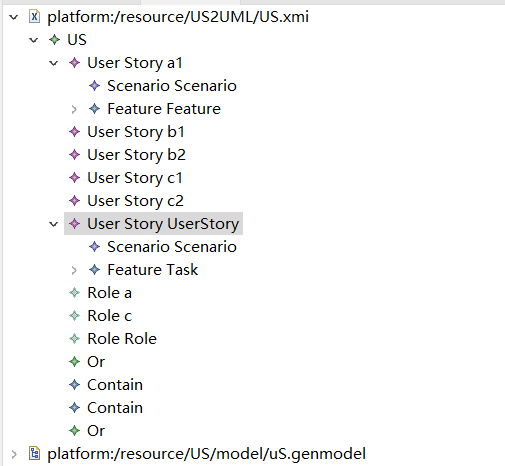 platform:/resource/US2UML/US.xmi
US
User Story a1
Scenario Scenario
Feature Feature
User Story b1
User Story b2
User Story c1
User Story c2
User Story UserStory
Scenario Scenario
Feature Task
Role a
Role c
Role Role
Or
Contain
Contain
Or
platform:/resource/US/model/uS.genmodel